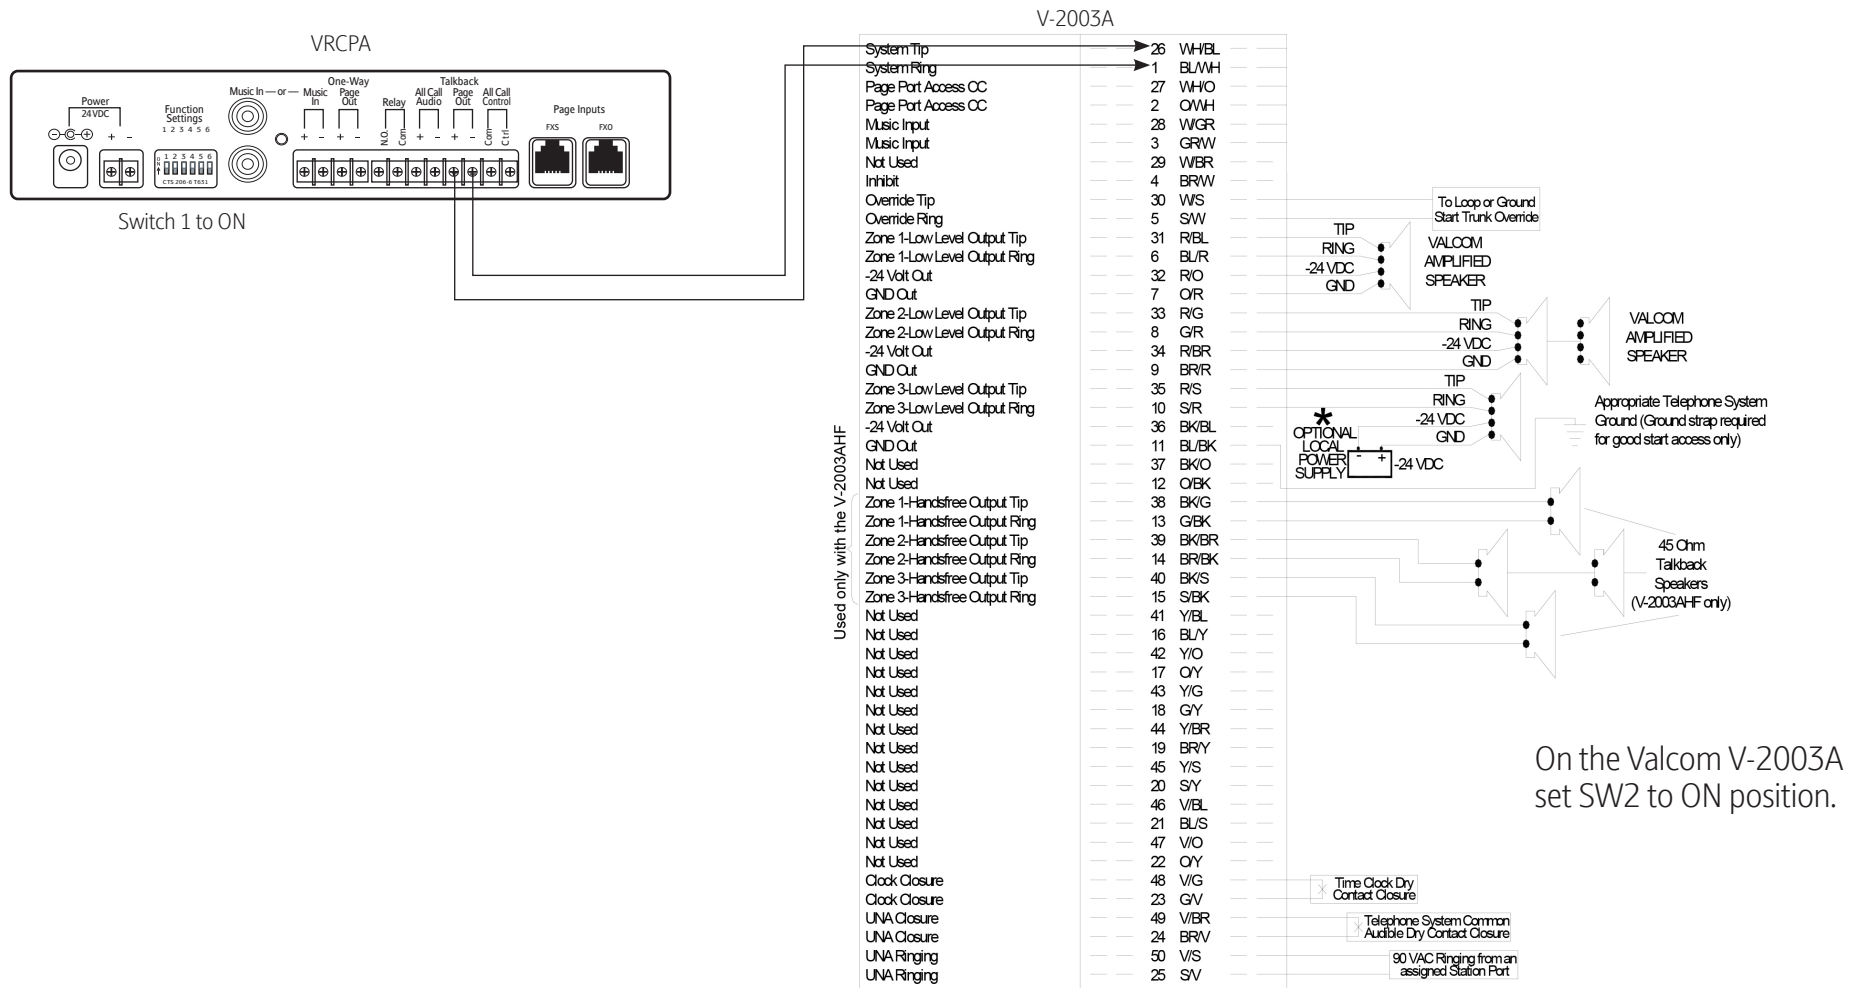 V-2003A
VRCPA
Power
24 VDC
+ −
Function
Settings
1 2 3 4 5 6
ON
1 2 3 4 5 6
CTS 206-6 T631
Music In — or — Music
In
+ −
One-Way
Page
Out
+ −
Relay
N.O.
Com
All Call
Audio
+ −
Talkback
Page
Out
+ −
All Call
Control
Com
Ctrl
Page Inputs
FXS
FXO
Switch 1 to ON
System Tip 26 WH/BL
System Ring 1 BL/WH
Page Port Access CC 27 WH/O
Page Port Access CC 2 O/WH
Music Input 28 W/GR
Music Input 3 GR/W
Not Used 29 W/BR
Inhibit 4 BR/W
Override Tip 30 W/S
Override Ring 5 S/W
Zone 1-Low Level Output Tip 31 R/BL
Zone 1-Low Level Output Ring 6 BL/R
-24 Volt Out 32 R/O
GND Out 7 O/R
Zone 2-Low Level Output Tip 33 R/G
Zone 2-Low Level Output Ring 8 G/R
-24 Volt Out 34 R/BR
GND Out 9 BR/R
Zone 3-Low Level Output Tip 35 R/S
Zone 3-Low Level Output Ring 10 S/R
-24 Volt Out 36 BK/BL
GND Out 11 BL/BK
Not Used 37 BK/O
Not Used 12 O/BK
Zone 1-Handsfree Output Tip 38 BK/G
Zone 1-Handsfree Output Ring 13 G/BK
Zone 2-Handsfree Output Tip 39 BK/BR
Zone 2-Handsfree Output Ring 14 BR/BK
Zone 3-Handsfree Output Tip 40 BK/S
Zone 3-Handsfree Output Ring 15 S/BK
Not Used 41 Y/BL
Not Used 16 BL/Y
Not Used 42 Y/O
Not Used 17 O/Y
Not Used 43 Y/G
Not Used 18 G/Y
Not Used 44 Y/BR
Not Used 19 BR/Y
Not Used 45 Y/S
Not Used 20 S/Y
Not Used 46 V/BL
Not Used 21 BL/S
Not Used 47 V/O
Not Used 22 O/Y
Clock Closure 48 V/G
Clock Closure 23 G/V
UNA Closure 49 V/BR
UNA Closure 24 BR/V
UNA Ringing 50 V/S
UNA Ringing 25 S/V
Used only with the V-2003AHF
To Loop or Ground
Start Trunk Override
TIP
RING
-24 VDC
GND
VALCOM
AMPLIFIED
SPEAKER
TIP
RING
-24 VDC
GND
VALCOM
AMPLIFIED
SPEAKER
TIP
RING
-24 VDC
GND
*
OPTIONAL
LOCAL
POWER
SUPPLY
- +
-24 VDC
Appropriate Telephone System
Ground (Ground strap required
for good start access only)
45 Ohm
Talkback
Speakers
(V-2003AHF only)
On the Valcom V-2003A
set SW2 to ON position.
Time Clock Dry
Contact Closure
Telephone System Common
Audible Dry Contact Closure
90 VAC Ringing from an
assigned Station Port